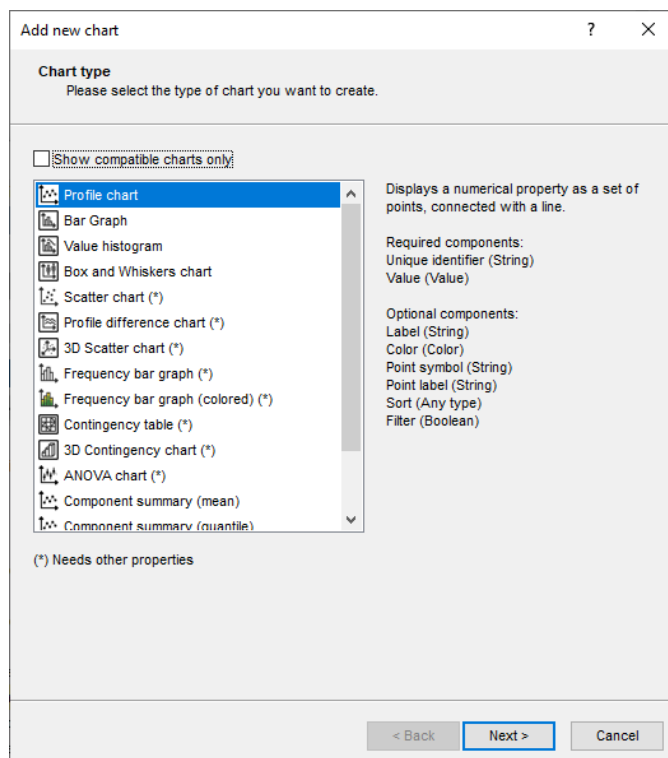 Add new chart
?
Chart type
Please select the type of chart you want to create.
Show compatible charts only
Profile chart
Bar Graph
Value histogram
Box and Whiskers chart
Scatter chart (*)
Profile difference chart (*)
3D Scatter chart (*)
Frequency bar graph (*)
Frequency bar graph (colored) (*)
Contingency table (*)
3D Contingency chart (*)
ANOVA chart (*)
Component summary (mean)
Component summary (quantile)
Displays a numerical property as a set of
points, connected with a line.
Required components:
Unique identifier (String)
Value (Value)
Optional components:
Label (String)
Color (Color)
Point symbol (String)
Point label (String)
Sort (Any type)
Filter (Boolean)
(*) Needs other properties
< Back
Next >
Cancel